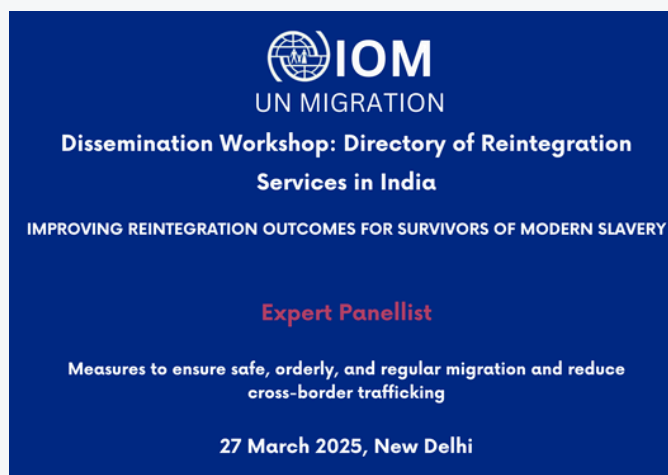 IOM
UN MIGRATION
Dissemination Workshop: Directory of Reintegration
Services in India
IMPROVING REINTEGRATION OUTCOMES FOR SURVIVORS OF MODERN SLAVERY
Expert Panellist
Measures to ensure safe, orderly, and regular migration and reduce
cross-border trafficking
27 March 2025, New Delhi